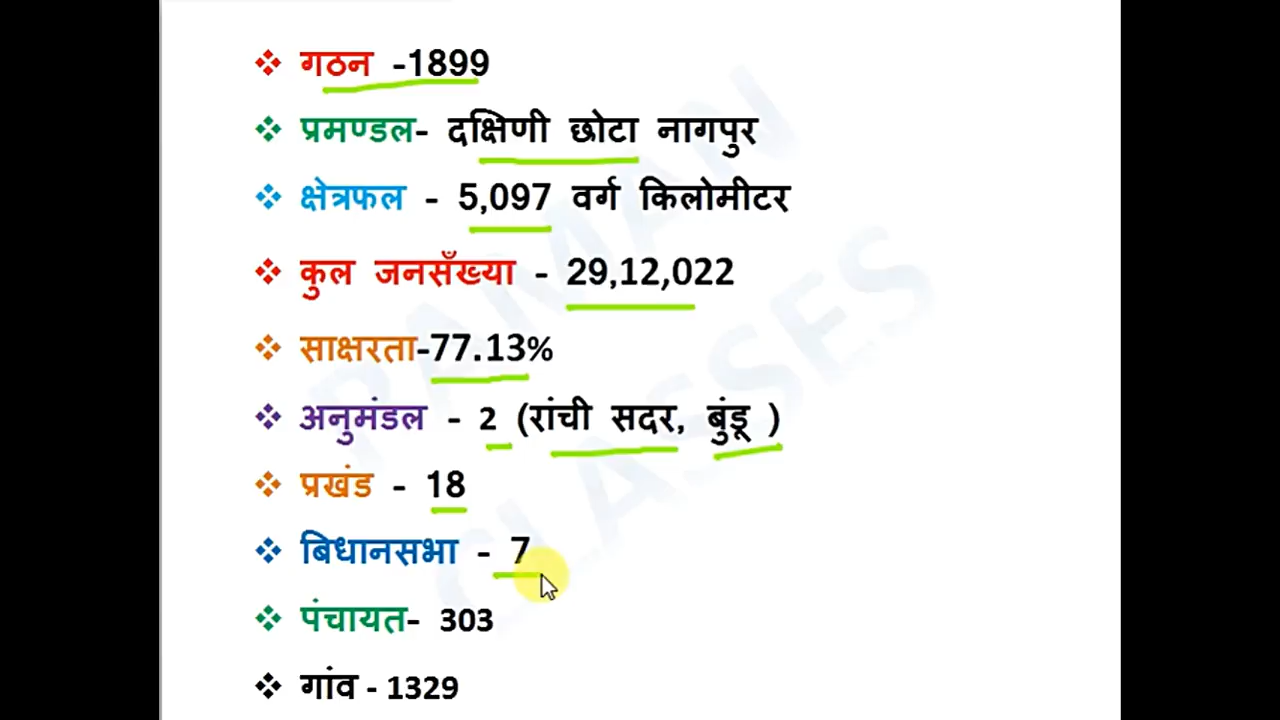 ❖ गठन -1899
❖ प्रमण्डल- दक्षिणी छोटा नागपुर
❖ क्षेत्रफल - 5,097 वर्ग किलोमीटर
❖ कुल जनसँख्या - 29,12,022
❖ साक्षरता-77.13%
❖ अनुमंडल - 2 (रांची सदर, बुंडू )
❖ प्रखंड - 18
❖ बिधानसभा - 7
❖ पंचायत- 303
❖ गांव - 1329